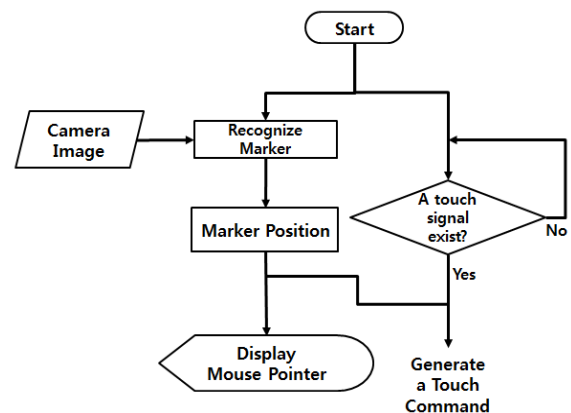 Start
Camera
Image
Recognize
Marker
A touch
signal
exist?
No
Marker Position
Yes
Display
Mouse Pointer
Generate
a Touch
Command